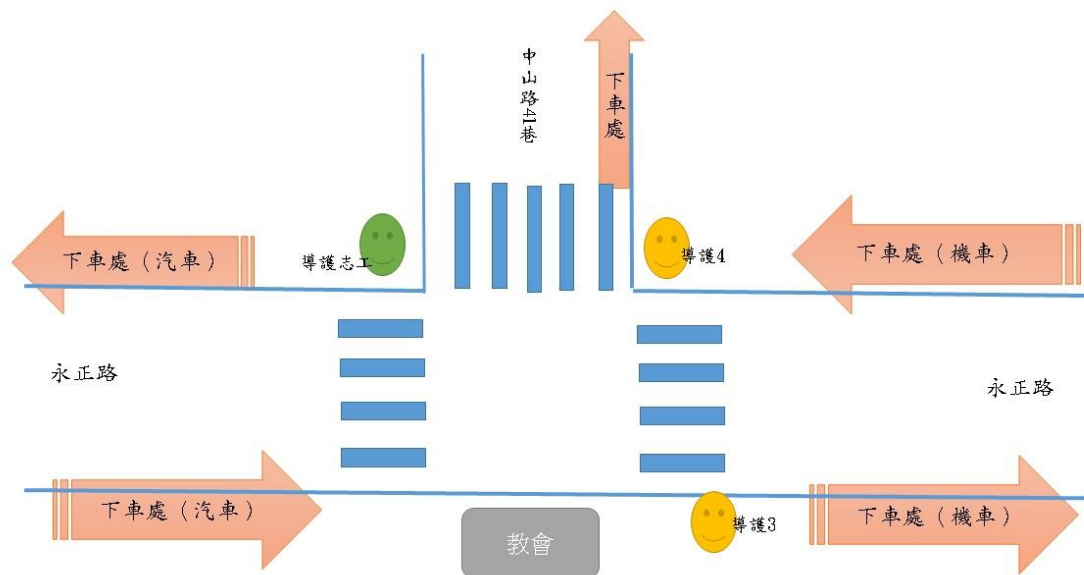 中山路41巷
下車處
導護志工
導護4
下車處（汽車）
下車處（機車）
永正路
永正路
下車處（汽車）
下車處（機車）
導護3
教會